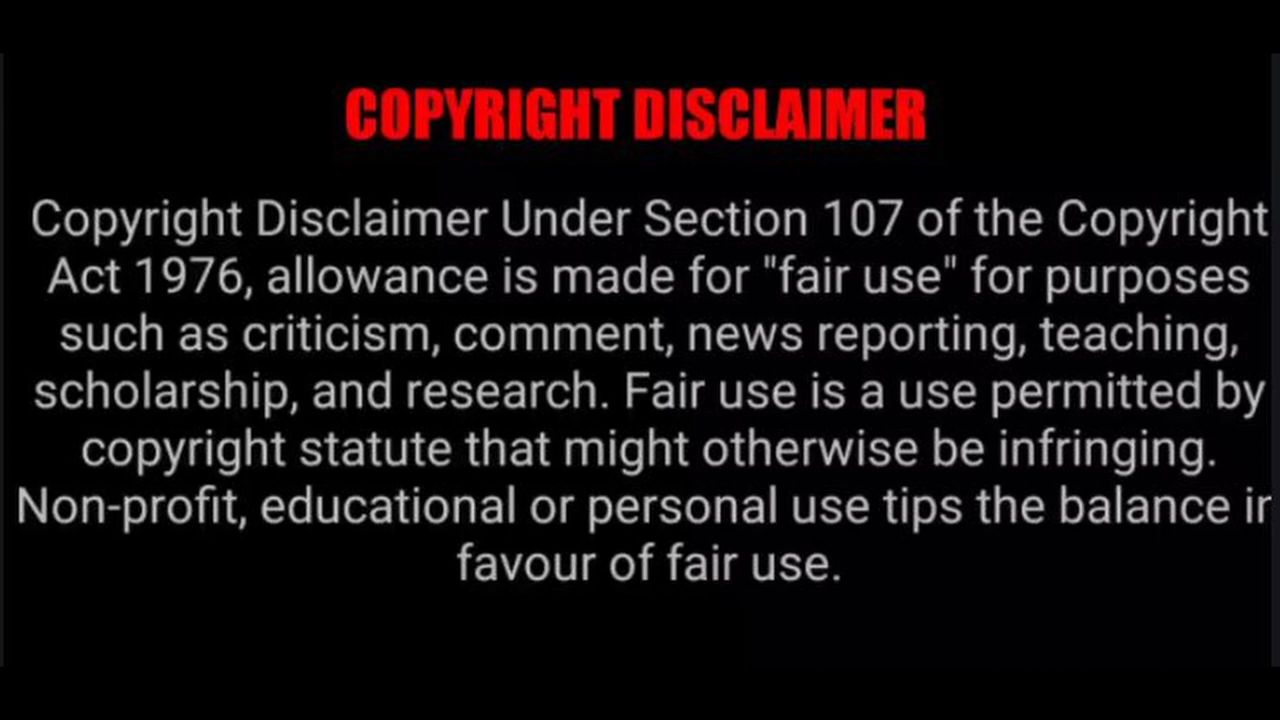 COPYRIGHT DISCLAIMER
Copyright Disclaimer Under Section 107 of the Copyright
Act 1976, allowance is made for "fair use" for purposes
such as criticism, comment, news reporting, teaching,
scholarship, and research. Fair use is a use permitted by
copyright statute that might otherwise be infringing.
Non-profit, educational or personal use tips the balance in
favour of fair use.